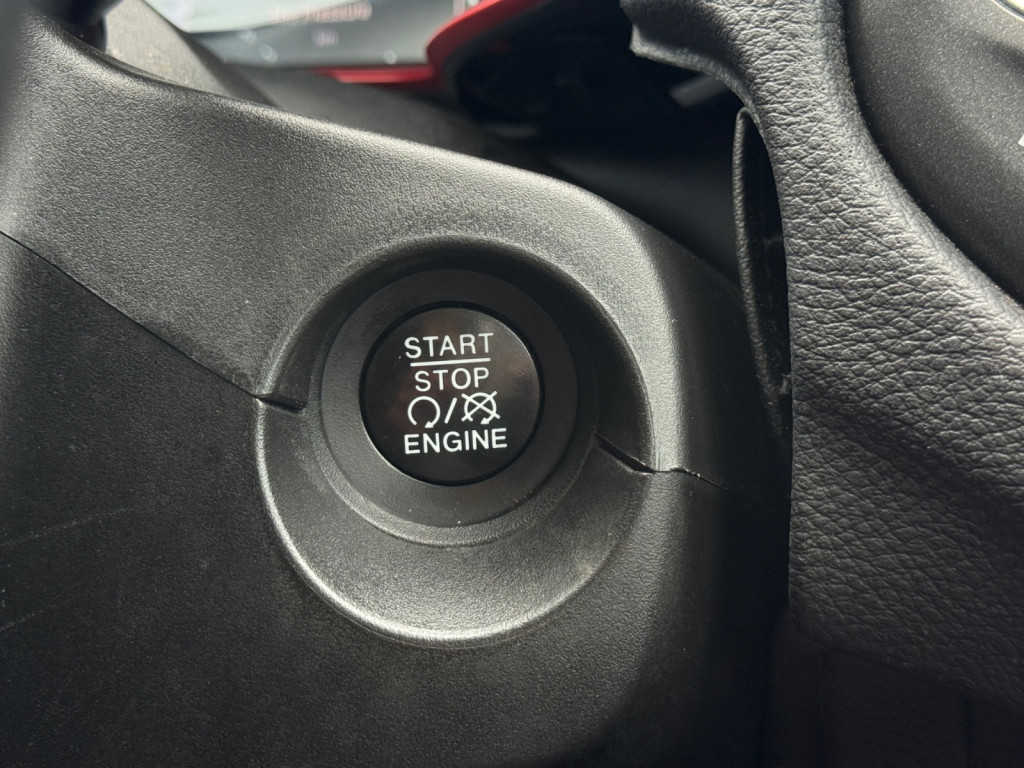 START
STOP
/
ENGINE